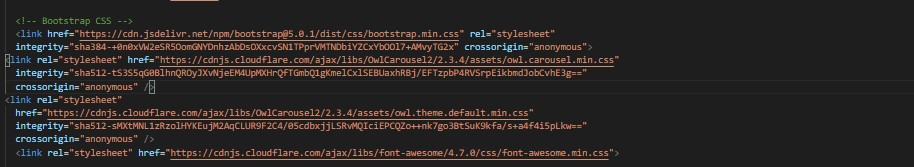 <!-- Bootstrap CSS -->
<link href="https://cdn.jsdelivr.net/npm/bootstrap@5.0.1/dist/css/bootstrap.min.css" rel="stylesheet"
integrity="sha384-+0n0xVW2eSR5OomGNYDnhzAbDsOXxcvSN1TPprVMTNDbiYZCxYbOOl7+AMvyTG2x" crossorigin="anonymous">
<link rel="stylesheet" href="https://cdnjs.cloudflare.com/ajax/libs/OwlCarousel2/2.3.4/assets/owl.carousel.min.css"
integrity="sha512-tS3S5qG0BlhnQROyJXvNjeEM4UpMXHrQfTGmbQ1gKmelCxlSEBUaxhRBj/EFTzpbP4RVSrpEikbmdJobCvhE3g=="
crossorigin="anonymous" />
<link rel="stylesheet"
href="https://cdnjs.cloudflare.com/ajax/libs/OwlCarousel2/2.3.4/assets/owl.theme.default.min.css"
integrity="sha512-sMXtMNL1zRzolHYKEujM2AqCLUR9F2C4/05cdbxjjLSRvMQIciEPCQZo++nk7go3BtSuK9kfa/s+a4f4i5pLkw=="
crossorigin="anonymous" />
<link rel="stylesheet" href="https://cdnjs.cloudflare.com/ajax/libs/font-awesome/4.7.0/css/font-awesome.min.css">